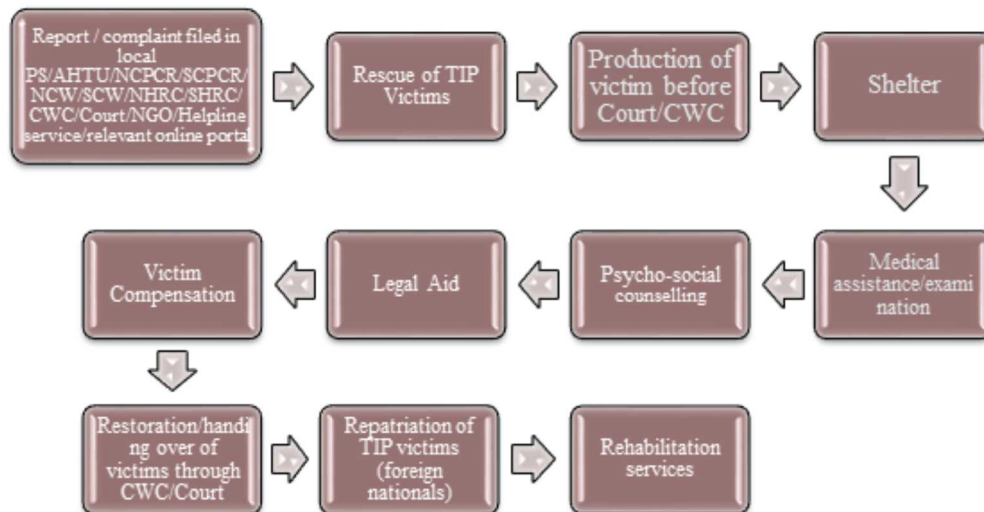 Report / complaint filed in
local
PS/AHTU/NCPCR/SCPCR/
NCW/SCW/NHRC/SHRC/
CWC/Court/NGO/Helpline
service/relevant online portal
Rescue of TIP
Victims
Production of
victim before
Court/CWC
Shelter
Medical
assistance/exami
nation
Psycho-social
counselling
Legal Aid
Victim
Compensation
Restoration/handi
ng over of
victims through
CWC/Court
Repatriation of
TIP victims
(foreign
nationals)
Rehabilitation
services